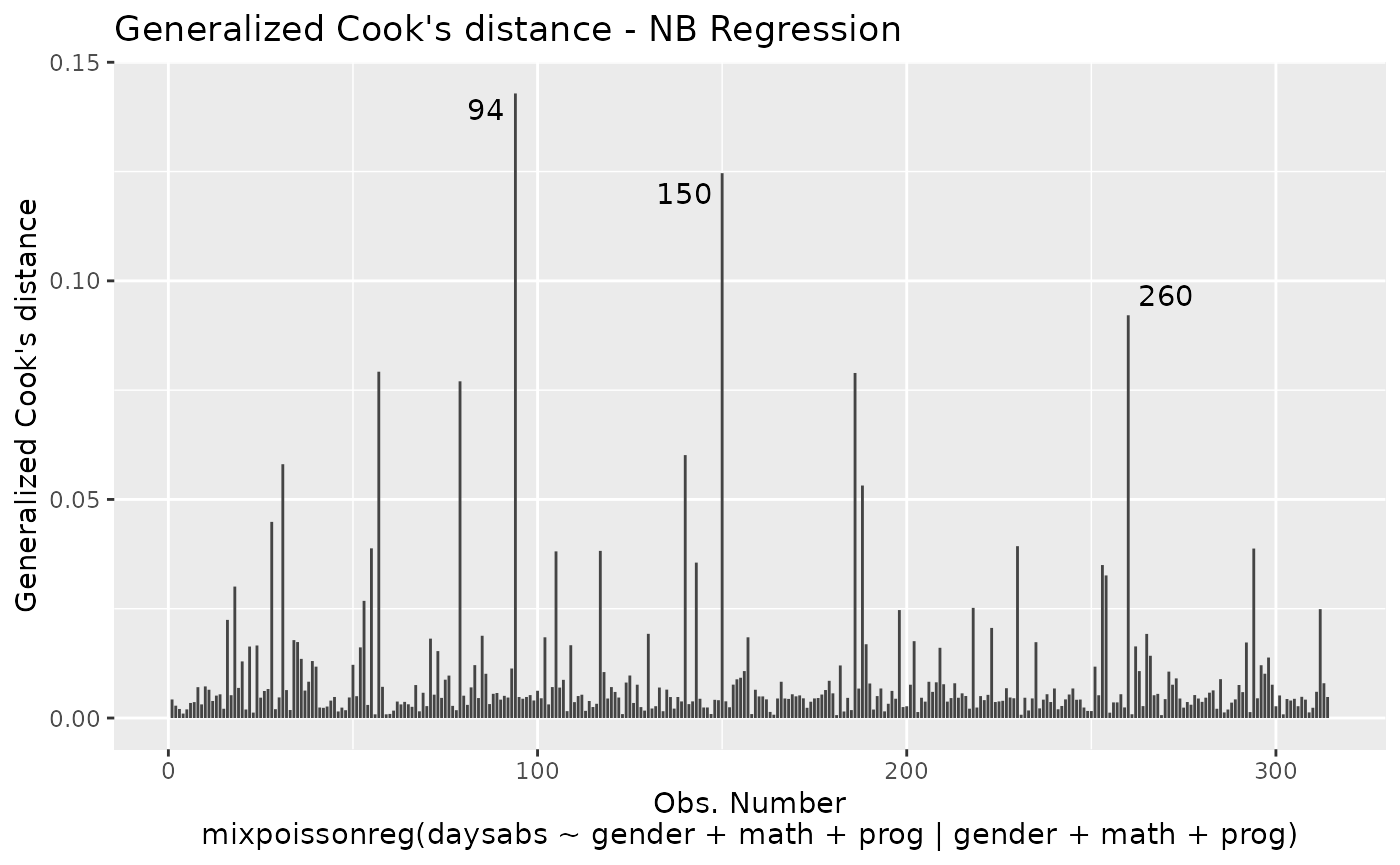 Generalized Cook's distance - NB Regression
0.15
94
150
0.10
260
0.05
0.00
Generalized Cook's distance
0 100 200 300
Obs. Number
mixpoissonreg(daysabs ~ gender + math + prog | gender + math + prog)